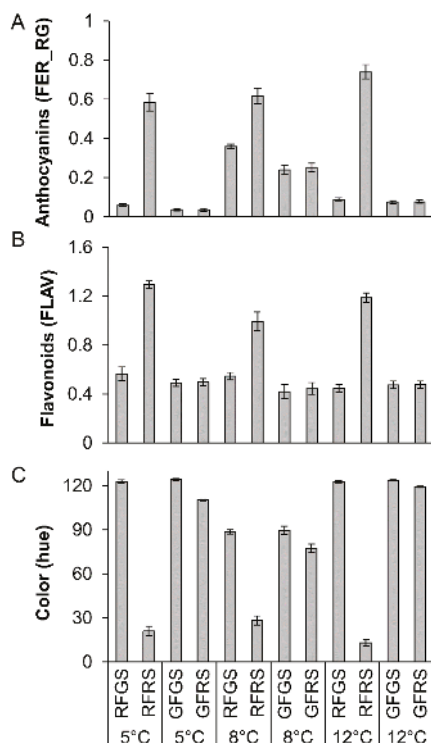 A
Anthocyanins (FER_RG)
1
0.8
0.6
0.4
0.2
0
B
Flavonoids (FLAV)
1.6
1.2
0.8
0.4
0
C
Color (hue)
120
90
60
30
0
RFGS RFRS GFGS GFRS RFGS RFRS GFGS GFRS RFGS RFRS GFGS GFRS
5°C 5°C 8°C 8°C 12°C 12°C